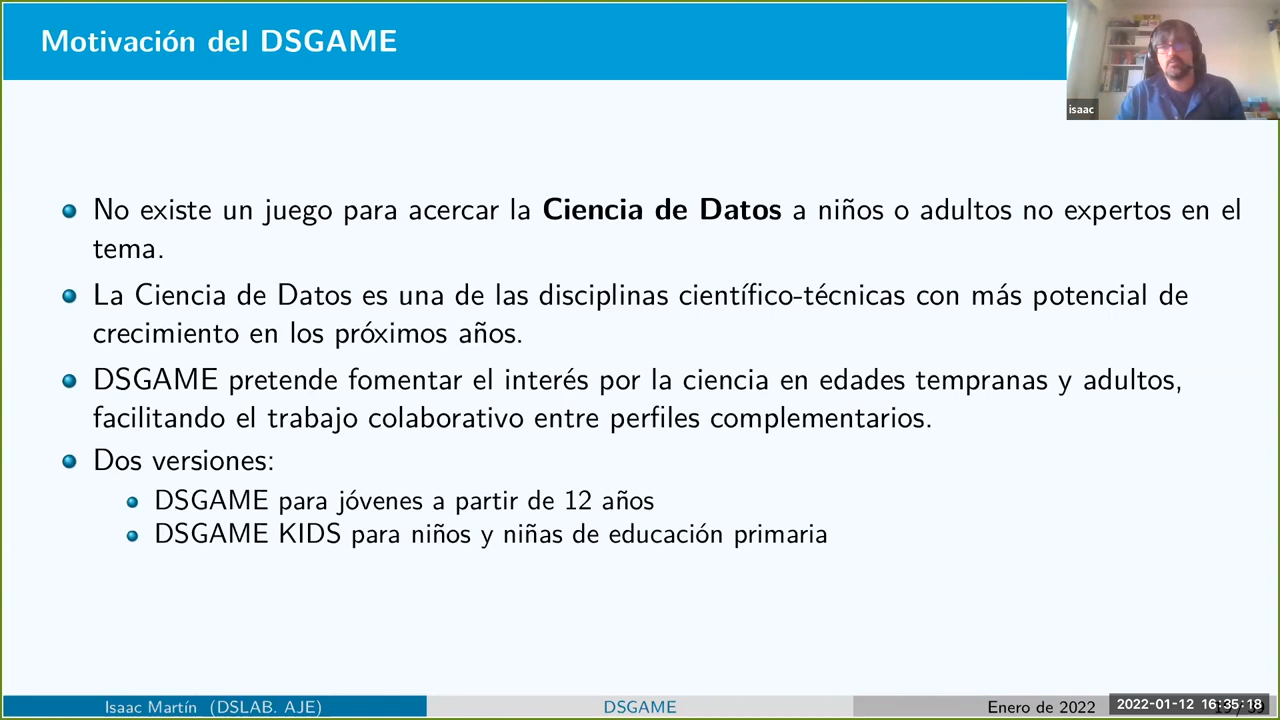 Motivación del DSGAME
isaac
No existe un juego para acercar la Ciencia de Datos a niños o adultos no expertos en el
tema.
La Ciencia de Datos es una de las disciplinas científico-técnicas con más potencial de
crecimiento en los próximos años.
DSGAME pretende fomentar el interés por la ciencia en edades tempranas y adultos,
facilitando el trabajo colaborativo entre perfiles complementarios.
Dos versiones:
DSGAME para jóvenes a partir de 12 años
DSGAME KIDS para niños y niñas de educación primaria
Isaac Martín (DSLAB. AJE)
DSGAME
Enero de 2022
2022-01-12 16:35:18